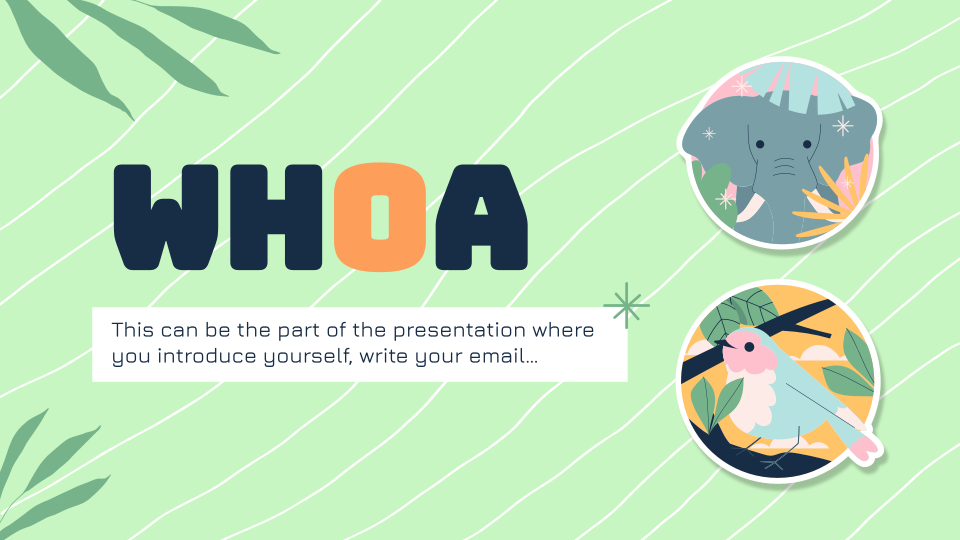 WHOA
This can be the part of the presentation where
you introduce yourself, write your email...